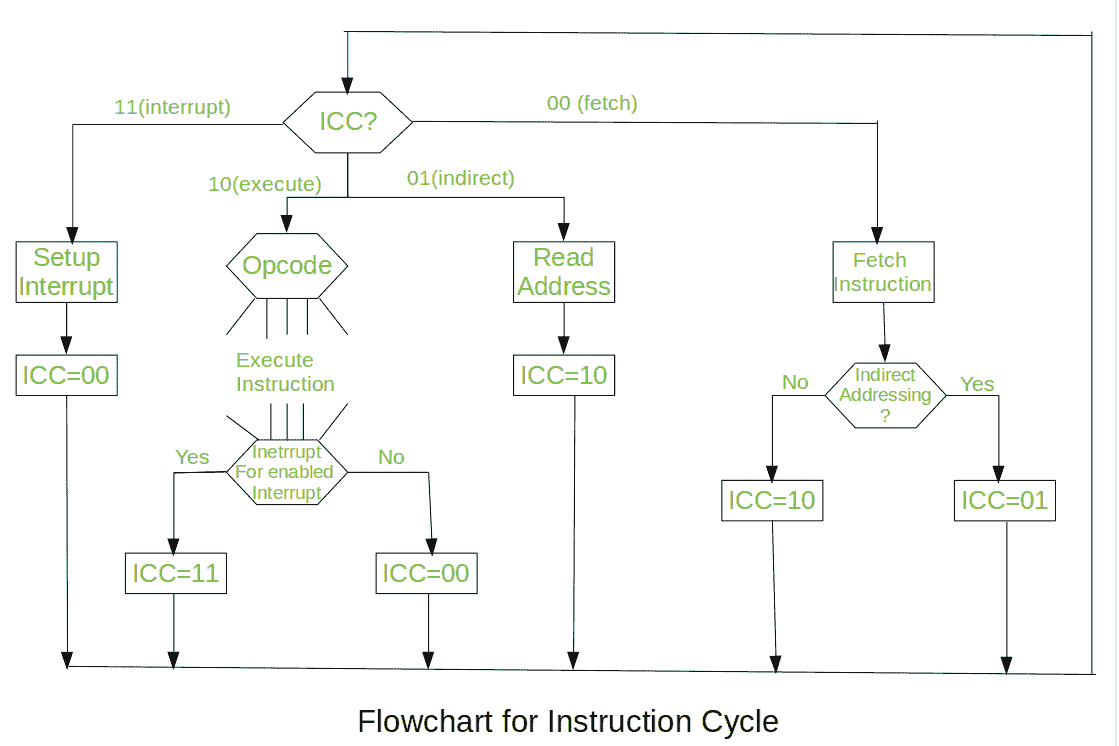 11(interrupt)
ICC?
00 (fetch)
10(execute)
01(indirect)
Setup
Interrupt
Opcode
Read
Address
Fetch
Instruction
ICC=00
Execute
Instruction
ICC=10
No
Indirect
Addressing
?
Yes
Yes
Inetrrupt
For enabled
Interrupt
No
ICC=10
ICC=01
ICC=11
ICC=00
Flowchart for Instruction Cycle